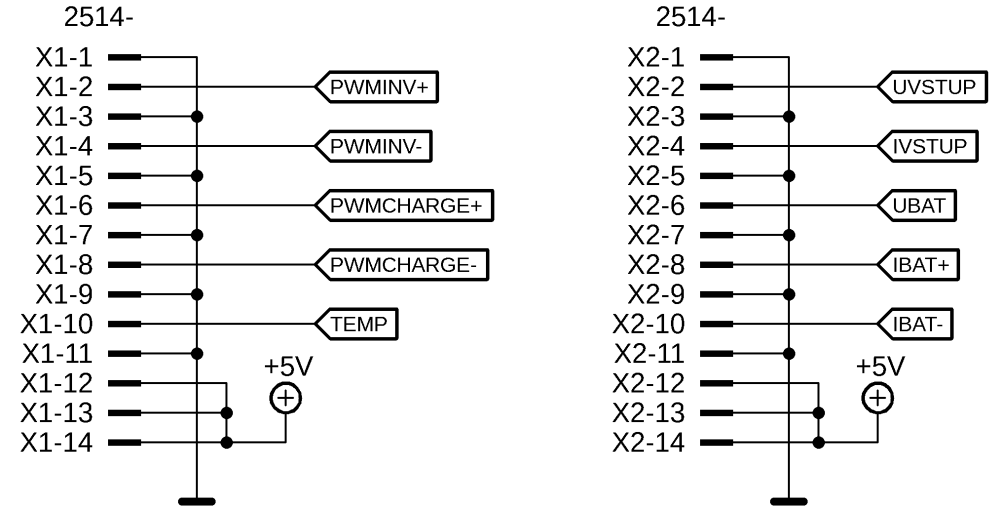 2514-
X1-1
X1-2 PWMINV+
X1-3
X1-4 PWMINV-
X1-5
X1-6 PWMCHARGE+
X1-7
X1-8 PWMCHARGE-
X1-9
X1-10 TEMP
X1-11
+5V
X1-12
X1-13
X1-14
2514-
X2-1
X2-2 UVSTUP
X2-3
X2-4 IVSTUP
X2-5
X2-6 UBAT
X2-7
X2-8 IBAT+
X2-9
X2-10 IBAT-
X2-11
+5V
X2-12
X2-13
X2-14